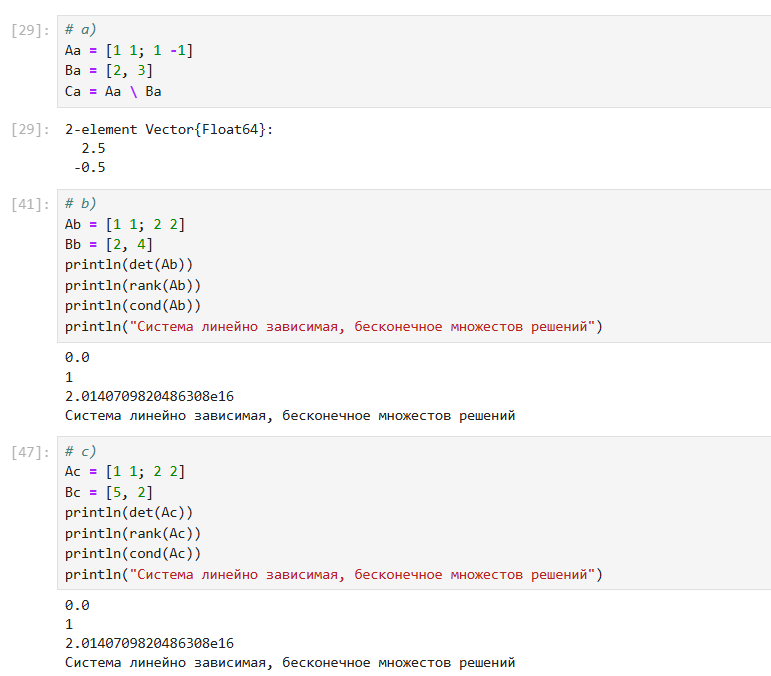 [29]: # a)
Aa = [1 1; 1 -1]
Ba = [2, 3]
Ca = Aa \ Ba
[29]: 2-element Vector{Float64}:
2.5
-0.5
[41]: # b)
Ab = [1 1; 2 2]
Bb = [2, 4]
println(det(Ab))
println(rank(Ab))
println(cond(Ab))
println("Система линейно зависимая, бесконечное множестов решений")
0.0
1
2.0140709820486308e16
Система линейно зависимая, бесконечное множестов решений
[47]: # c)
Ac = [1 1; 2 2]
Bc = [5, 2]
println(det(Ac))
println(rank(Ac))
println(cond(Ac))
println("Система линейно зависимая, бесконечное множестов решений")
0.0
1
2.0140709820486308e16
Система линейно зависимая, бесконечное множестов решений